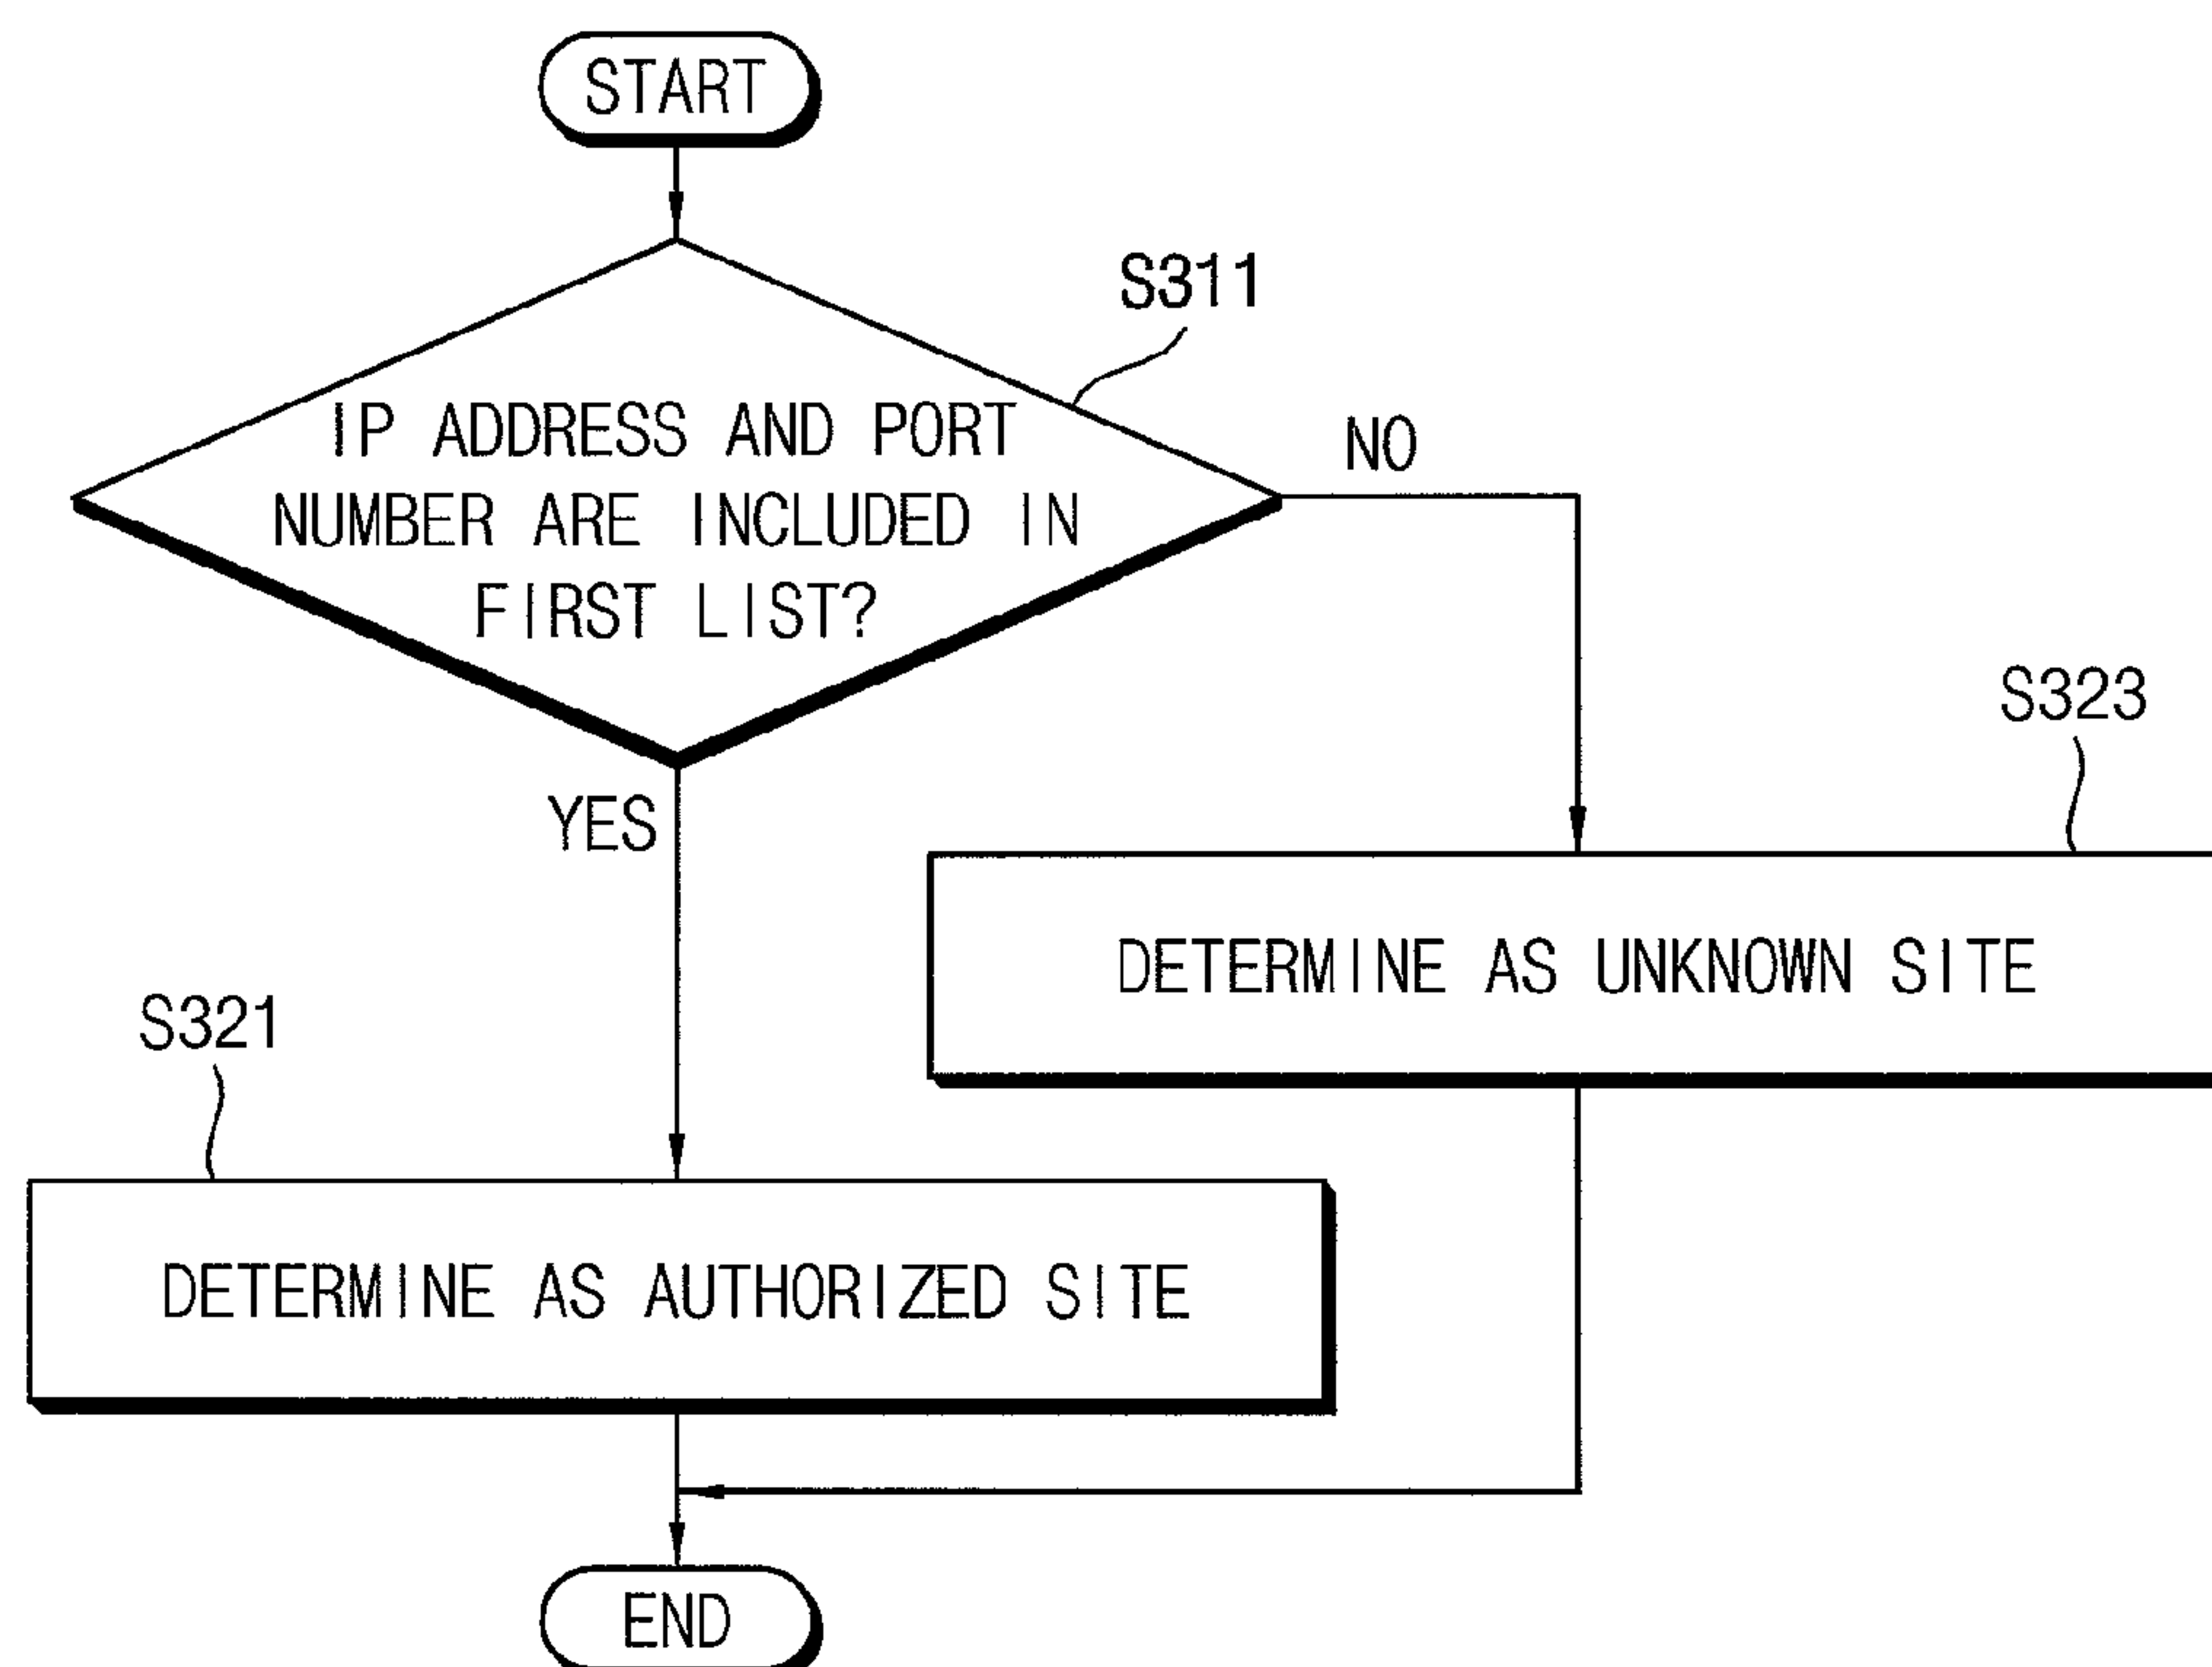 START
S311
IP ADDRESS AND PORT
NUMBER ARE INCLUDED IN
FIRST LIST?
NO
YES
S323
DETERMINE AS UNKNOWN SITE
S321
DETERMINE AS AUTHORIZED SITE
END